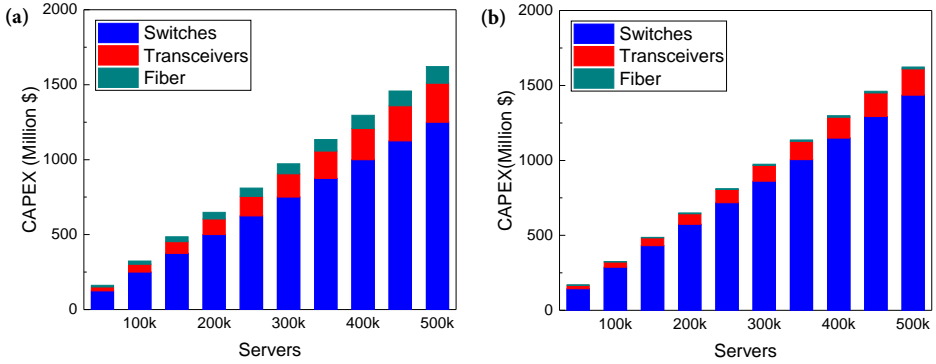 (a)
CAPEX (Million $)
2000
1500
1000
500
0
Switches
Transceivers
Fiber
100k 200k 300k 400k 500k
Servers
(b)
CAPEX(Million $)
2000
1500
1000
500
0
Switches
Transceivers
Fiber
100k 200k 300k 400k 500k
Servers